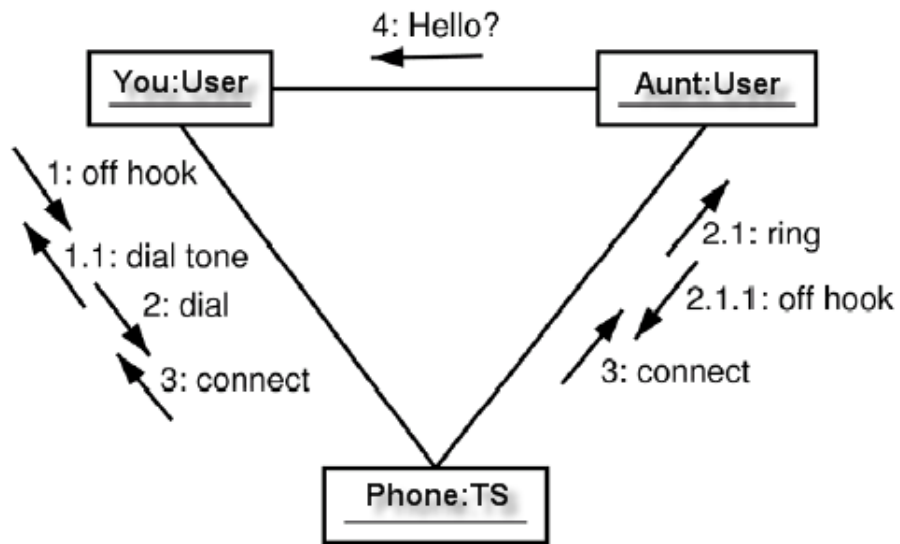 4: Hello?
You:User
Aunt:User
1: off hook
1.1: dial tone
2: dial
3: connect
2.1: ring
2.1.1: off hook
3: connect
Phone:TS